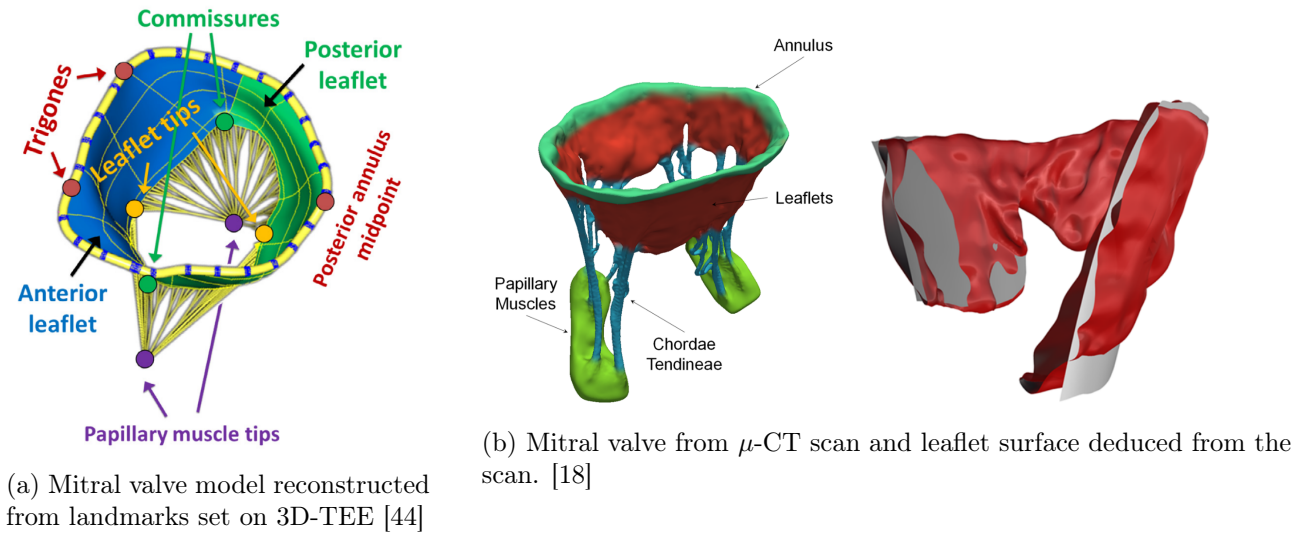 Commissures
Posterior
leaflet
Trigones
Leaflet tips
Posterior annulus
midpoint
Anterior
leaflet
Papillary muscle tips
(a) Mitral valve model reconstructed
from landmarks set on 3D-TEE [44]
Annulus
Leaflets
Papillary
Muscles
Chordae
Tendineae
(b) Mitral valve from μ-CT scan and leaflet surface deduced from the
scan. [18]